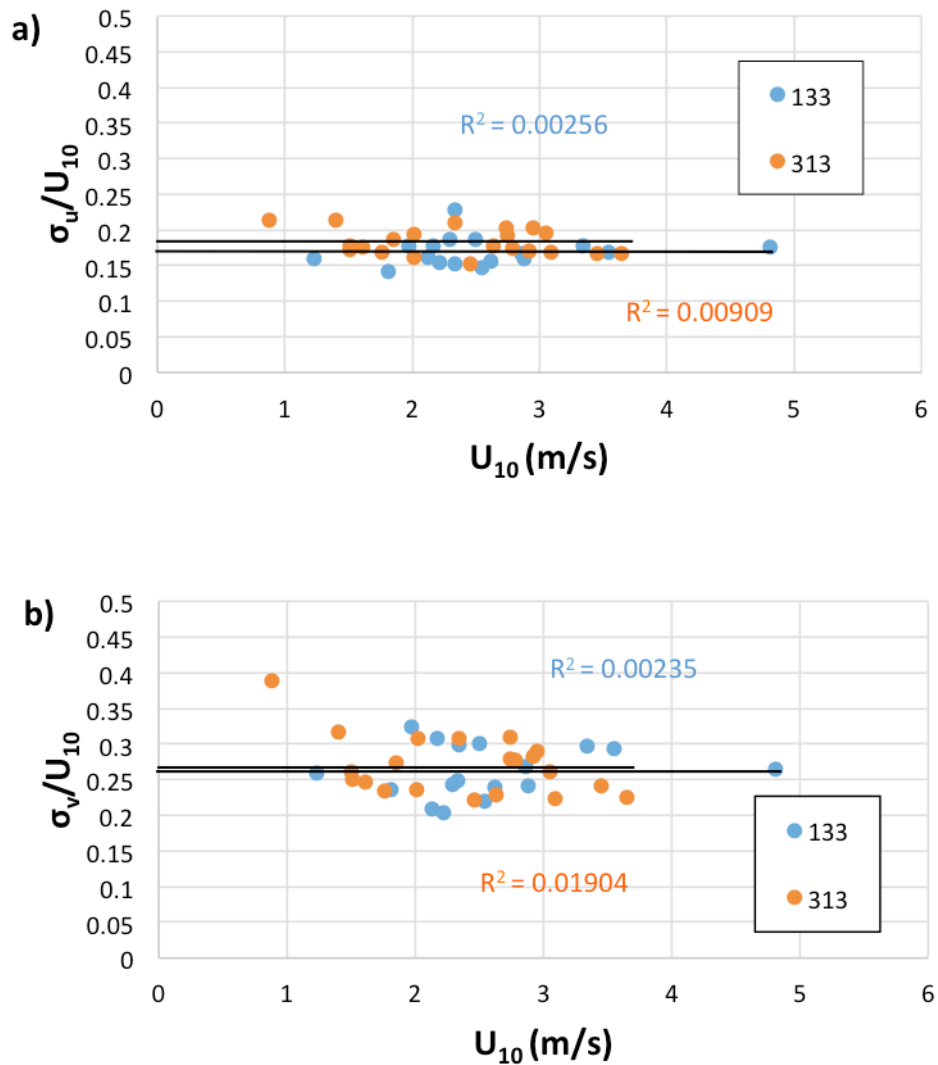 a)
0.5
0.45
0.4
0.35
0.3
0.25
0.2
0.15
0.1
0.05
0
σu/U10
R² = 0.00256
R² = 0.00909
133
313
0 1 2 3 4 5 6
U10 (m/s)
b)
0.5
0.45
0.4
0.35
0.3
0.25
0.2
0.15
0.1
0.05
0
σv/U10
R² = 0.00235
R² = 0.01904
133
313
0 1 2 3 4 5 6
U10 (m/s)